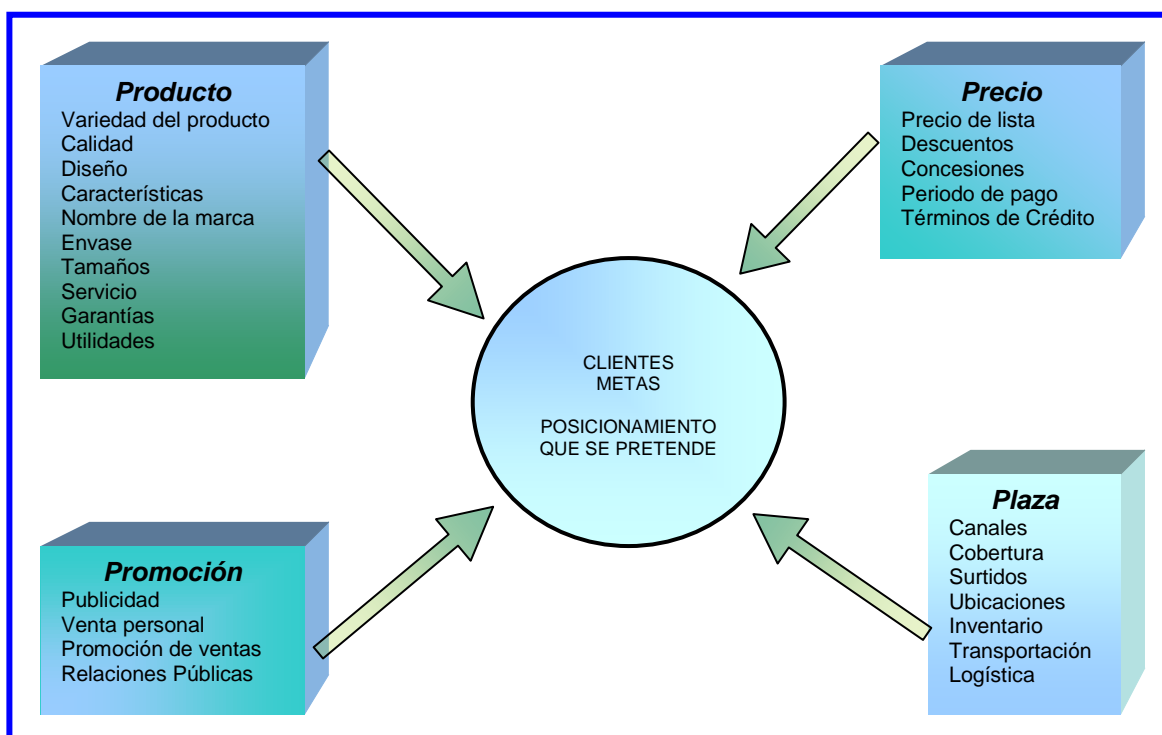 Producto
Variedad del producto
Calidad
Diseño
Características
Nombre de la marca
Envase
Tamaños
Servicio
Garantías
Utilidades
Precio
Precio de lista
Descuentos
Concesiones
Periodo de pago
Términos de Crédito
CLIENTES
METAS
POSICIONAMIENTO
QUE SE PRETENDE
Promoción
Publicidad
Venta personal
Promoción de ventas
Relaciones Públicas
Plaza
Canales
Cobertura
Surtidos
Ubicaciones
Inventario
Transportación
Logística